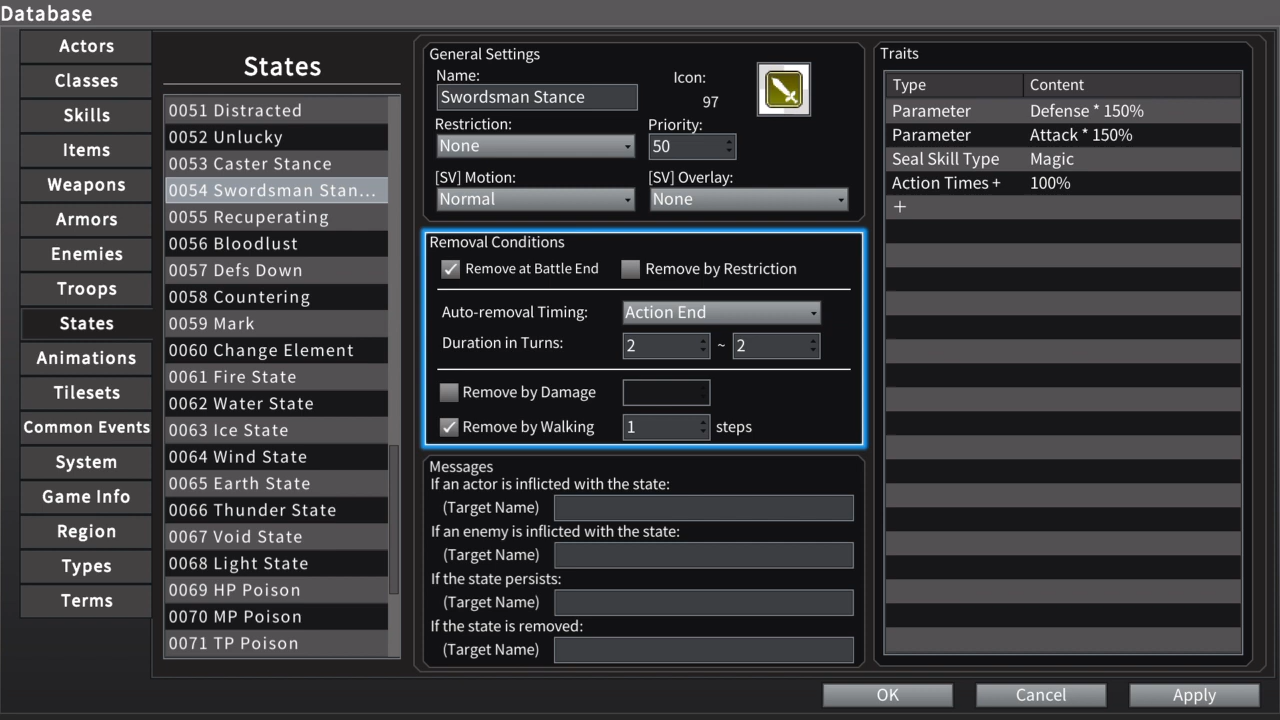 Database
Actors
Classes
Skills
Items
Weapons
Armors
Enemies
Troops
States
Animations
Tilesets
Common Events
System
Game Info
Region
Types
Terms
States
0051 Distracted
0052 Unlucky
0053 Caster Stance
0054 Swordsman Stan...
0055 Recuperating
0056 Bloodlust
0057 Defs Down
0058 Countering
0059 Mark
0060 Change Element
0061 Fire State
0062 Water State
0063 Ice State
0064 Wind State
0065 Earth State
0066 Thunder State
0067 Void State
0068 Light State
0069 HP Poison
0070 MP Poison
0071 TP Poison
General Settings
Name:
Swordsman Stance
Icon:
97
Restriction:
None
Priority:
50
[SV] Motion:
Normal
[SV] Overlay:
None
Removal Conditions
Remove at Battle End
Remove by Restriction
Auto-removal Timing: Action End
Duration in Turns: 2 ~ 2
Remove by Damage
Remove by Walking 1 steps
Messages
If an actor is inflicted with the state:
(Target Name)
If an enemy is inflicted with the state:
(Target Name)
If the state persists:
(Target Name)
If the state is removed:
(Target Name)
Traits
Type Content
Parameter Defense * 150%
Parameter Attack * 150%
Seal Skill Type Magic
Action Times + 100%
+
OK
Cancel
Apply